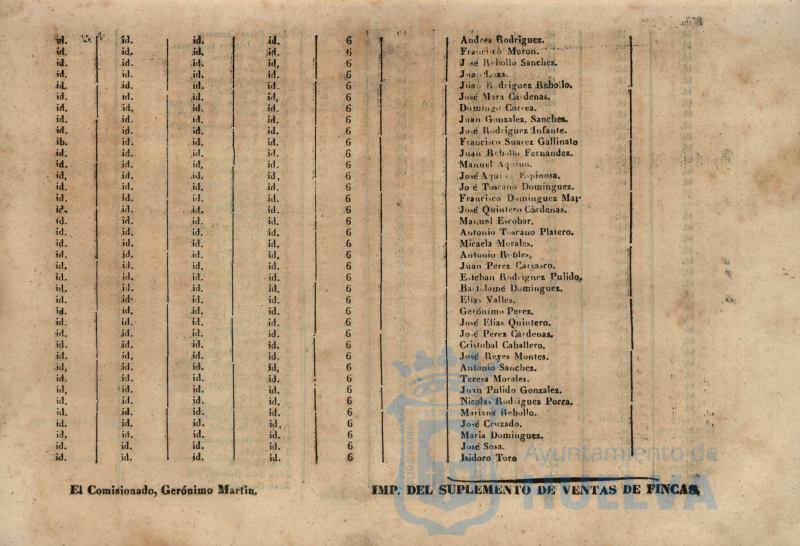 id. id. id. id. 6 Andres Rodriguez.
id. id. id. id. 6 Francisco Moron.
id. id. id. id, 6 José Rebollo Sanchez.
id. id. id. id. 6 Juan Loza.
id. id. id. id. 6 Juan Rodriguez Rebollo.
id. id. id. id, 6 José Mara Cárdenas.
id. id. id. id. 6 Domingo Correa.
id. id. id. id. 6 Juan Gonzalez, Sanches.
id. id. id. id. 6 José Rodriguez Infante.
ib. id. id. id. 6 Francisco Suarez Gallinato
id. id. id. id. 6 Juan Rebollo Fernandez.
id. id. id. id. 6 Manuel Aquino.
id, id. id. id, 6 José Aquino Espinosa.
id, id. id. id. 6 José Toscano Dominguez.
id. id. id. id. 6 Francisco Dominguez
id. id. id. id. 6 José Quintero Cárdenas.
id. id. id. id. 6 Manuel Escobar.
id. id. id. id. 6 Antonio Toscano Platero.
id. id. id. id. 6 Micaela Morales,
id. id. id. id. 6 Antonio Robles,
id. id. id. id. 6 Juan Perez Carrasco.
id. id. id. id. 6 Esteban Rodriguez Pulido,
id. id. id. id. 6 Bartolomé Dominguez.
id. id. id. id. 6 Elias Valles,
id. id. id. id. 6 Gerónimo Perez.
id. id. id. id. 6 José Elias Quintero.
id, id. id. id. 6 José Perez Cárdenas,
id. id. id. id. 6 Cristobal Caballero.
id. id. id. id. 6 José Reyes Montes.
id, id. id. id. 6 Antonio Sanchez.
id. id. id. id. 6 Teresa Morales.
id, id. id. id. 6 Juan Pulido Gonzalez.
id, id. id. id. 6 Nicolas Rodriguez Porra.
id, id. id. id. 6 Mariana Rebollo.
id, id. id. id, 6 José Cruzado.
id. id. id. id. 6 Maria Dominguez.
id. id. id. id. 6 José Sosa.
id. id. id. id. 6 Isidoro Toro
El Comisionado, Gerónimo Martin.
IMP. DEL SUPLEMENTO DE VENTAS DE FINCAS,
Ayuntamiento de
HUELVA